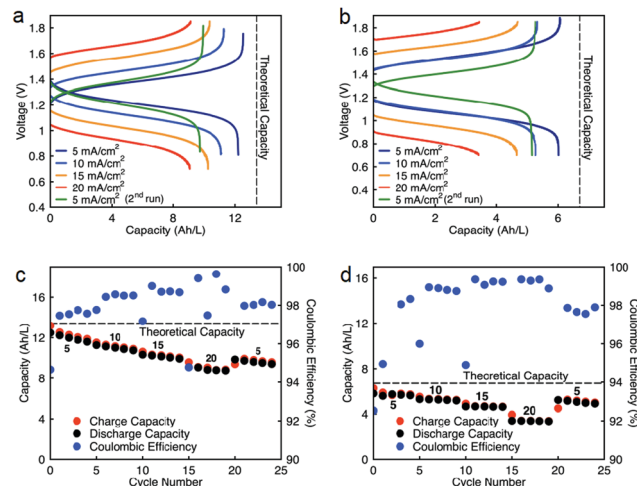 a
1.8
1.6
1.4
1.2
1
0.8
0.6
0.4
Voltage (V)
Theoretical Capacity
5 mA/cm²
10 mA/cm²
15 mA/cm²
20 mA/cm²
5 mA/cm² (2nd run)
0 4 8 12
Capacity (Ah/L)
b
1.8
1.6
1.4
1.2
1
0.8
0.6
0.4
Voltage (V)
Theoretical Capacity
5 mA/cm²
10 mA/cm²
15 mA/cm²
20 mA/cm²
5 mA/cm² (2nd run)
0 2 4 6
Capacity (Ah/L)
c
16
12
8
4
0
Capacity (Ah/L)
100
98
96
94
92
90
Coulombic Efficiency (%)
Theoretical Capacity
5 10 15 20 5
Charge Capacity
Discharge Capacity
Coulombic Efficiency
0 5 10 15 20 25
Cycle Number
d
16
12
8
4
0
Capacity (Ah/L)
100
98
96
94
92
90
Coulombic Efficiency (%)
Theoretical Capacity
5 10 15 20 5
Charge Capacity
Discharge Capacity
Coulombic Efficiency
0 5 10 15 20 25
Cycle Number